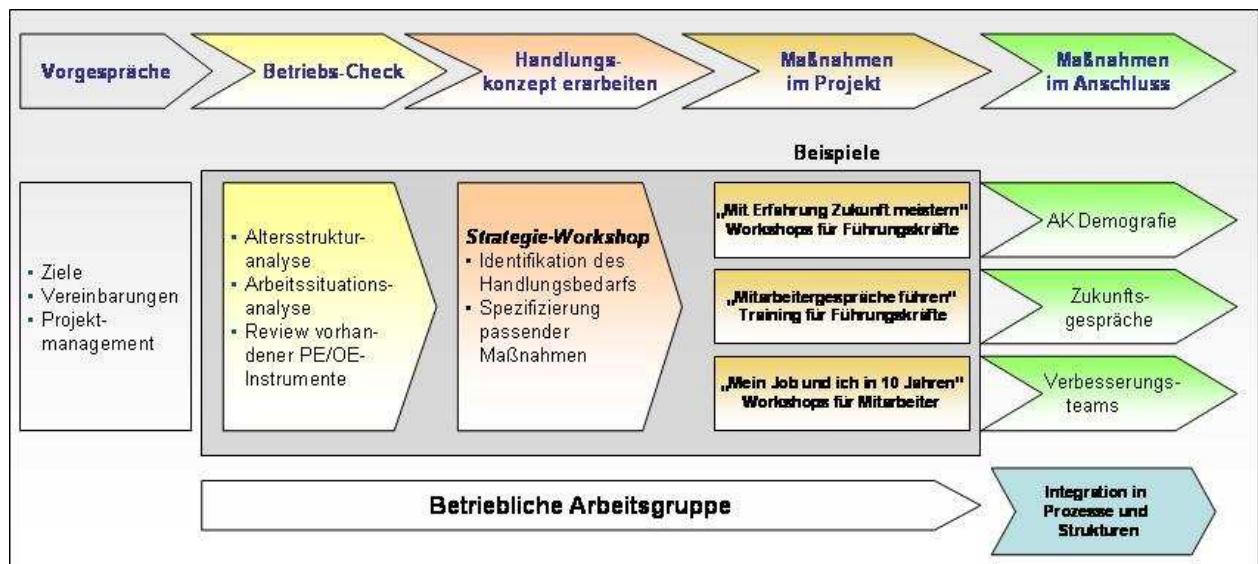 Vorgespräche
Betriebs-Check
Handlungs-
konzept erarbeiten
Maßnahmen
im Projekt
Maßnahmen
im Anschluss
Beispiele
• Ziele
• Vereinbarungen
• Projekt-
management
• Altersstruktur-
analyse
• Arbeitssituations-
analyse
• Review vorhan-
dener PE/OE-
Instrumente
Strategie-Workshop
• Identifikation des
Handlungsbedarfs
• Spezifizierung
passender
Maßnahmen
„Mit Erfahrung Zukunft meistern“
Workshops für Führungskräfte
„Mitarbeitergespräche führen“
Training für Führungskräfte
„Mein Job und ich in 10 Jahren“
Workshops für Mitarbeiter
AK Demografie
Zukunfts-
gespräche
Verbesserungs-
teams
Betriebliche Arbeitsgruppe
Integration in
Prozesse und
Strukturen